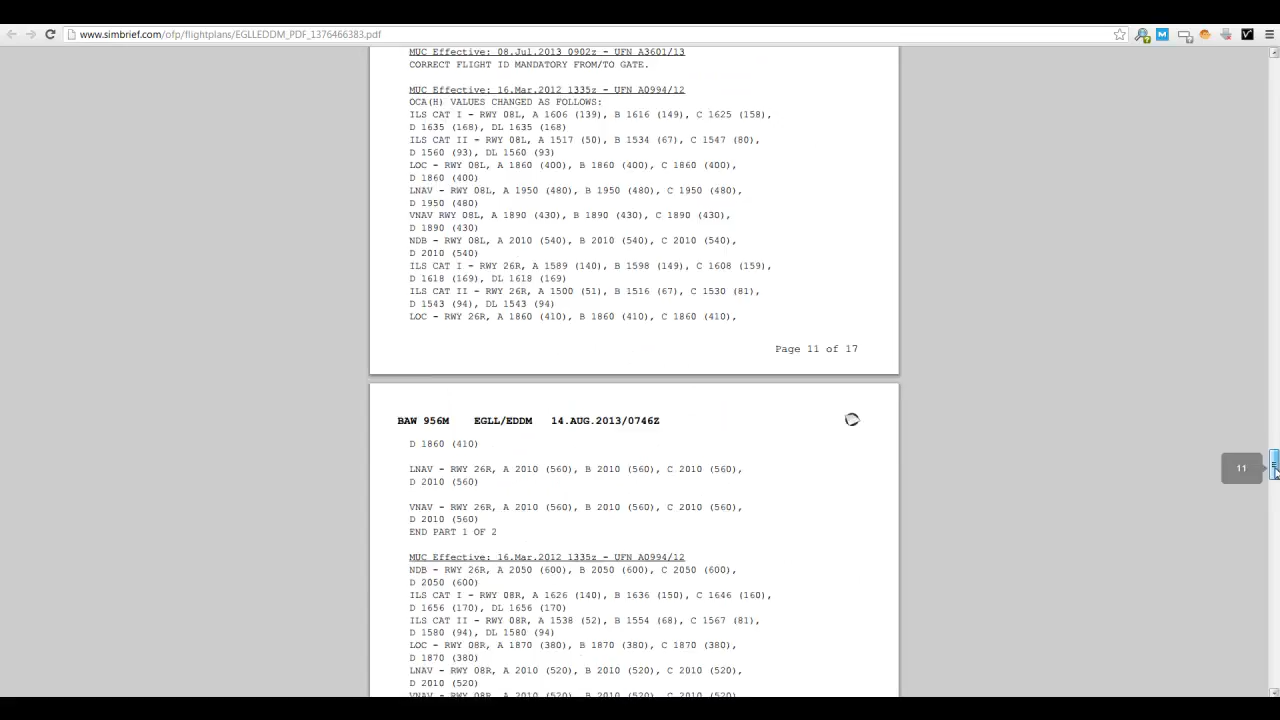 www.simbrief.com/ofp/flightplans/EGLLEDDM_PDF_1376466383.pdf
MUC Effective: 08.Jul.2013 0902z - UFN A3601/13
CORRECT FLIGHT ID MANDATORY FROM/TO GATE.
MUC Effective: 16.Mar.2012 1335z - UFN A0994/12
OCA(H) VALUES CHANGED AS FOLLOWS:
ILS CAT I - RWY 08L, A 1606 (139), B 1616 (149), C 1625 (158),
D 1635 (168), DL 1635 (168)
ILS CAT II - RWY 08L, A 1517 (50), B 1534 (67), C 1547 (80),
D 1560 (93), DL 1560 (93)
LOC - RWY 08L, A 1860 (400), B 1860 (400), C 1860 (400),
D 1860 (400)
LNAV - RWY 08L, A 1950 (480), B 1950 (480), C 1950 (480),
D 1950 (480)
VNAV RWY 08L, A 1890 (430), B 1890 (430), C 1890 (430),
D 1890 (430)
NDB - RWY 08L, A 2010 (540), B 2010 (540), C 2010 (540),
D 2010 (540)
ILS CAT I - RWY 26R, A 1589 (140), B 1598 (149), C 1608 (159),
D 1618 (169), DL 1618 (169)
ILS CAT II - RWY 26R, A 1500 (51), B 1516 (67), C 1530 (81),
D 1543 (94), DL 1543 (94)
LOC - RWY 26R, A 1860 (410), B 1860 (410), C 1860 (410),
Page 11 of 17
BAW 956M EGLL/EDDM 14.AUG.2013/0746Z
D 1860 (410)
LNAV - RWY 26R, A 2010 (560), B 2010 (560), C 2010 (560),
D 2010 (560)
11
VNAV - RWY 26R, A 2010 (560), B 2010 (560), C 2010 (560),
D 2010 (560)
END PART 1 OF 2
MUC Effective: 16.Mar.2012 1335z - UFN A0994/12
NDB - RWY 26R, A 2050 (600), B 2050 (600), C 2050 (600),
D 2050 (600)
ILS CAT I - RWY 08R, A 1626 (140), B 1636 (150), C 1646 (160),
D 1656 (170), DL 1656 (170)
ILS CAT II - RWY 08R, A 1538 (52), B 1554 (68), C 1567 (81),
D 1580 (94), DL 1580 (94)
LOC - RWY 08R, A 1870 (380), B 1870 (380), C 1870 (380),
D 1870 (380)
LNAV - RWY 08R, A 2010 (520), B 2010 (520), C 2010 (520),
D 2010 (520)
VNAV - RWY 08R, A 2010 (520), B 2010 (520), C 2010 (520),